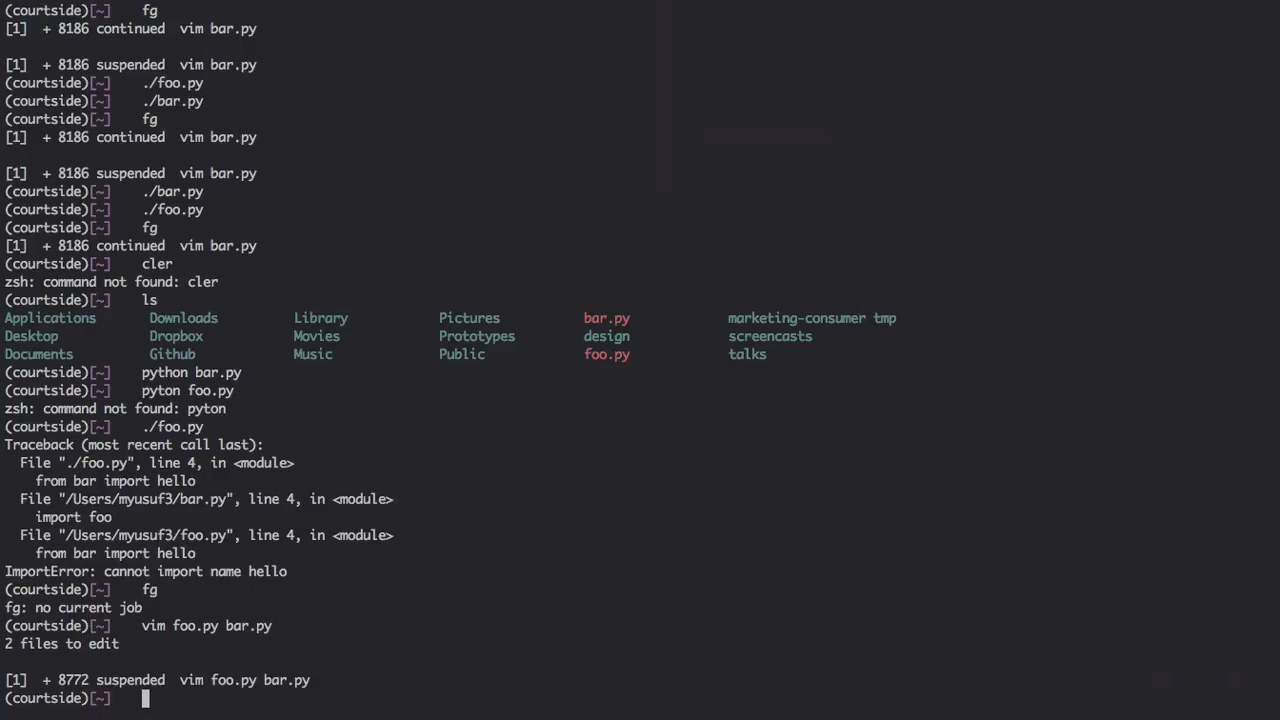 (courtside)[~] fg
[1] + 8186 continued vim bar.py
[1] + 8186 suspended vim bar.py
(courtside)[~] ./foo.py
(courtside)[~] ./bar.py
(courtside)[~] fg
[1] + 8186 continued vim bar.py
[1] + 8186 suspended vim bar.py
(courtside)[~] ./bar.py
(courtside)[~] ./foo.py
(courtside)[~] fg
[1] + 8186 continued vim bar.py
(courtside)[~] cler
zsh: command not found: cler
(courtside)[~] ls
Applications Downloads Library Pictures bar.py marketing-consumer tmp
Desktop Dropbox Movies Prototypes design screencasts
Documents Github Music Public foo.py talks
(courtside)[~] python bar.py
(courtside)[~] pyton foo.py
zsh: command not found: pyton
(courtside)[~] ./foo.py
Traceback (most recent call last):
File "./foo.py", line 4, in <module>
from bar import hello
File "/Users/myusuf3/bar.py", line 4, in <module>
import foo
File "/Users/myusuf3/foo.py", line 4, in <module>
from bar import hello
ImportError: cannot import name hello
(courtside)[~] fg
fg: no current job
(courtside)[~] vim foo.py bar.py
2 files to edit
[1] + 8772 suspended vim foo.py bar.py
(courtside)[~]